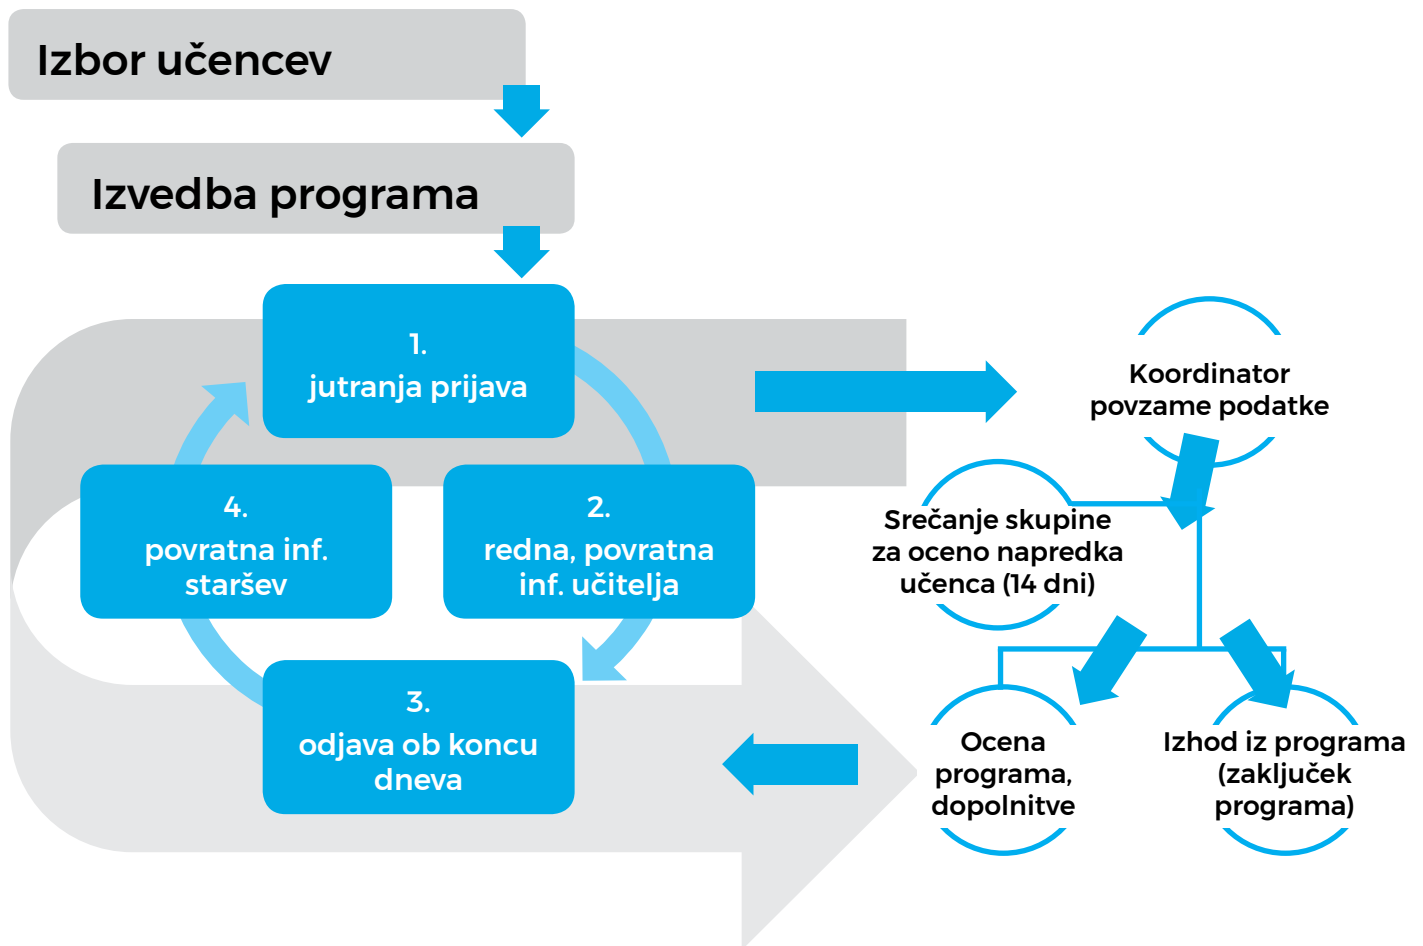 Izbor učencev
Izvedba programa
1.
jutranja prijava
2.
redna, povratna
inf. učitelja
3.
odjava ob koncu
dneva
4.
povratna inf.
staršev
Koordinator
povzame podatke
Srečanje skupine
za oceno napredka
učenca (14 dni)
Ocena
programa,
dopolnitve
Izhod iz programa
(zaključek
programa)